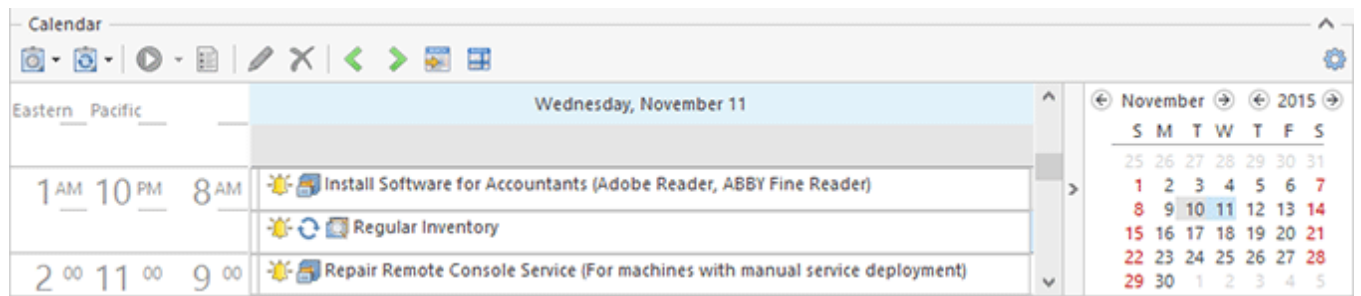 Calendar
Eastern Pacific
Wednesday, November 11
1 AM 10 PM 8 AM
Install Software for Accountants (Adobe Reader, ABBY Fine Reader)
Regular Inventory
2 00 11 00 9 00
Repair Remote Console Service (For machines with manual service deployment)
November 2015
S M T W T F S
25 26 27 28 29 30 31
1 2 3 4 5 6 7
8 9 10 11 12 13 14
15 16 17 18 19 20 21
22 23 24 25 26 27 28
29 30 1 2 3 4 5